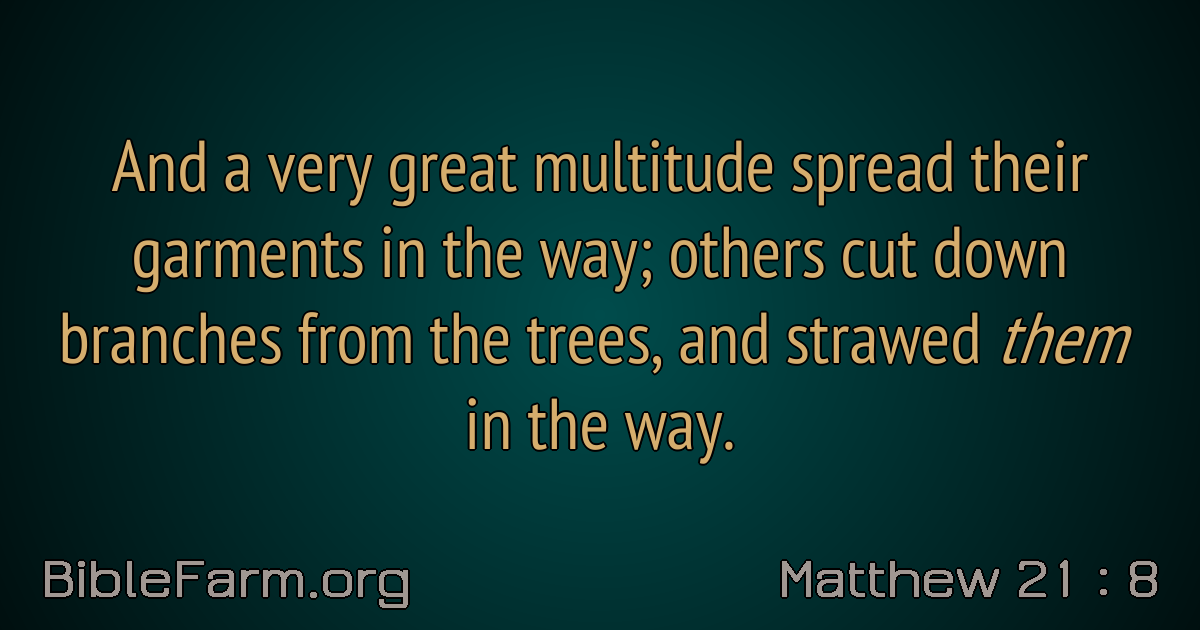 And a very great multitude spread their
garments in the way; others cut down
branches from the trees, and strawed them
in the way.
BibleFarm.org
Matthew 21 : 8